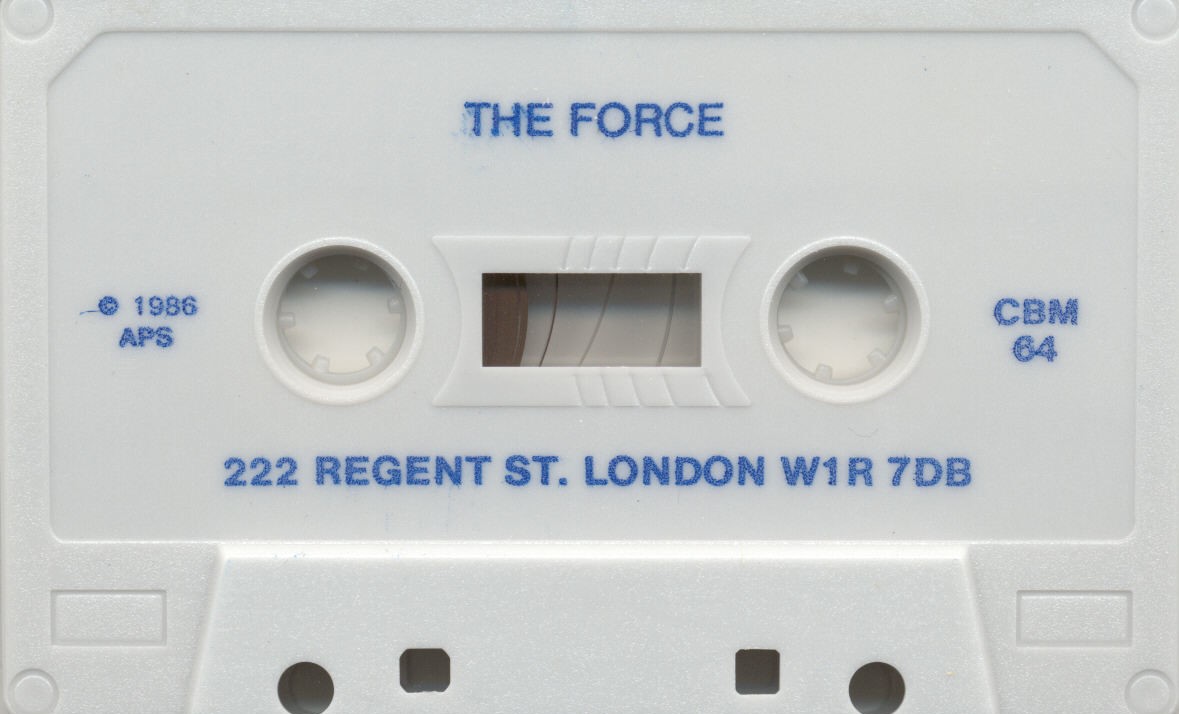 THE FORCE
© 1986
APS
CBM
64
222 REGENT ST. LONDON W1R 7DB